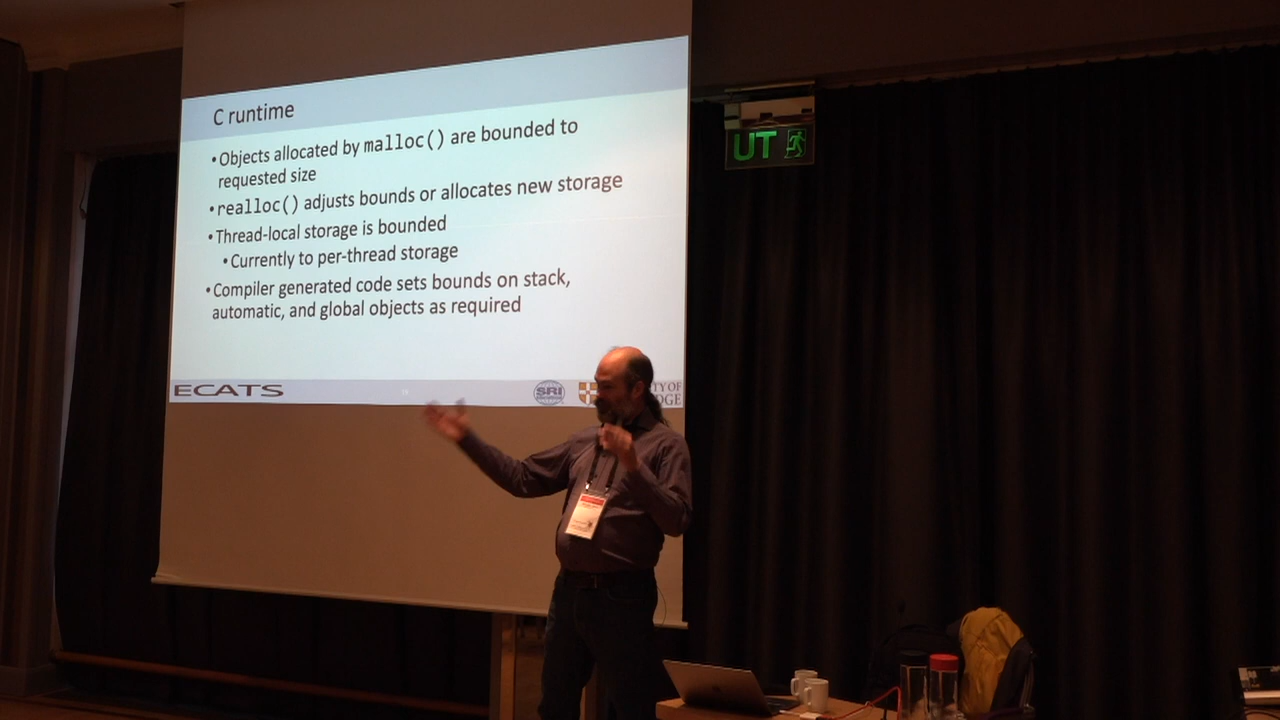 C runtime
•Objects allocated by malloc() are bounded to
requested size
•realloc() adjusts bounds or allocates new storage
•Thread-local storage is bounded
•Currently to per-thread storage
•Compiler generated code sets bounds on stack,
automatic, and global objects as required
ECATS
SRI
UT